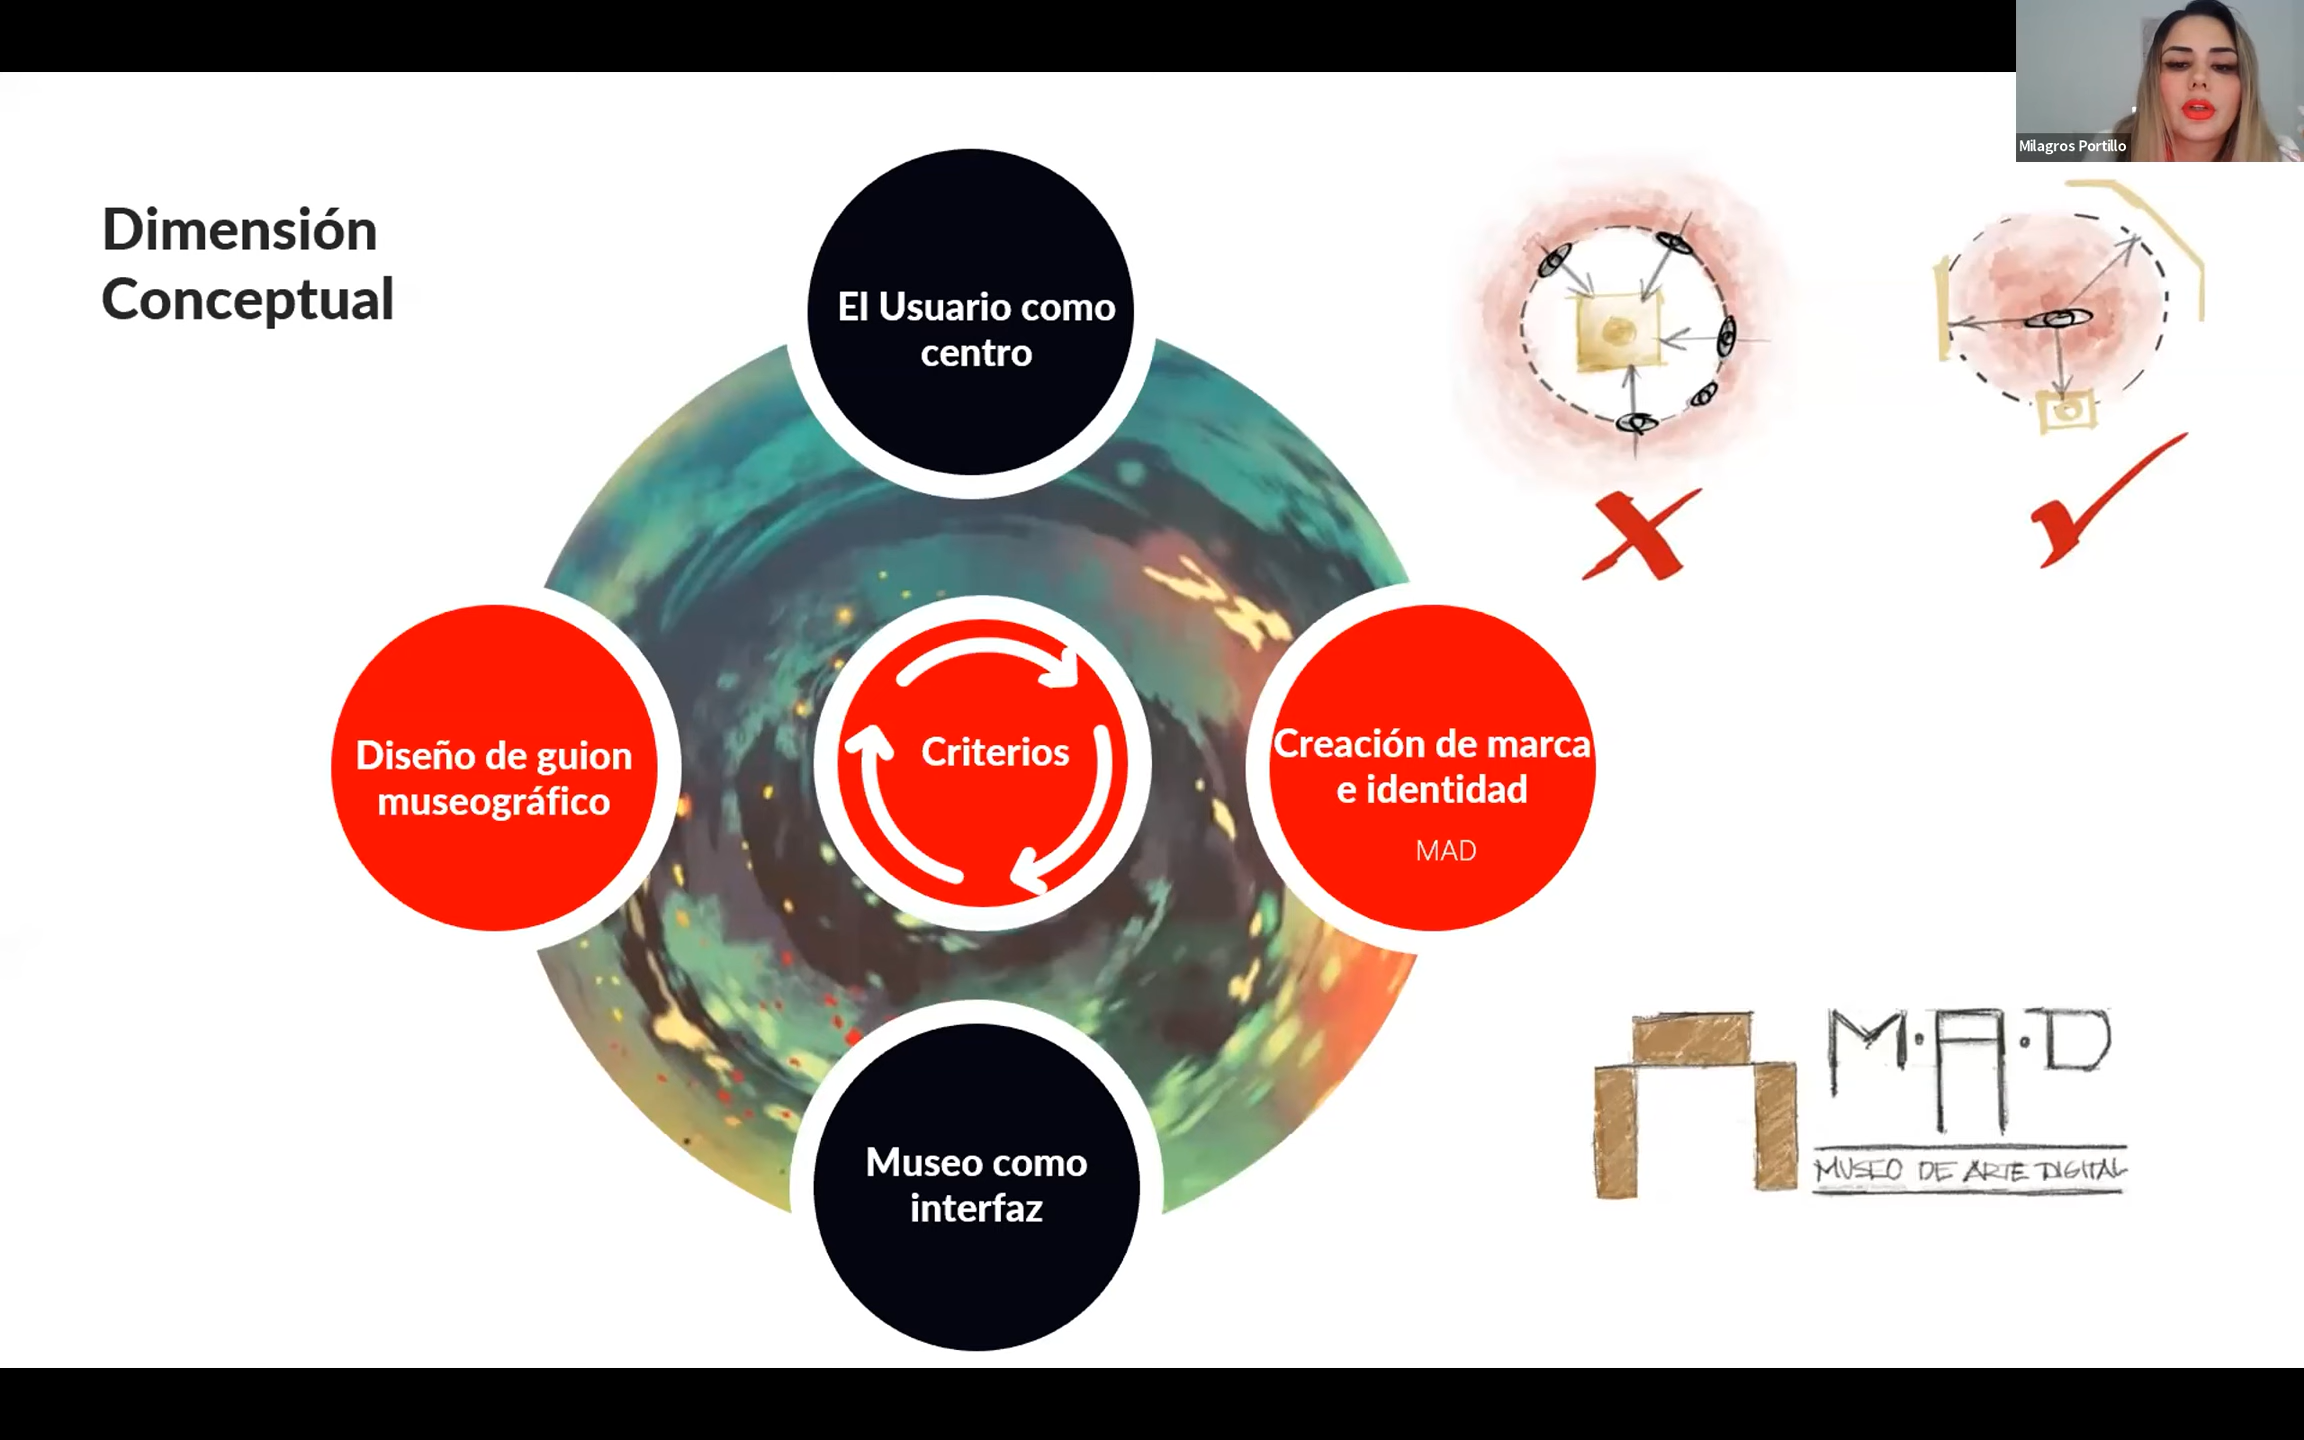 Milagros Portillo
Dimensión
Conceptual
El Usuario como
centro
Diseño de guion
museográfico
Criterios
Creación de marca
e identidad
MAD
Museo como
interfaz
M·A·D
MUSEO DE ARTE DIGITAL